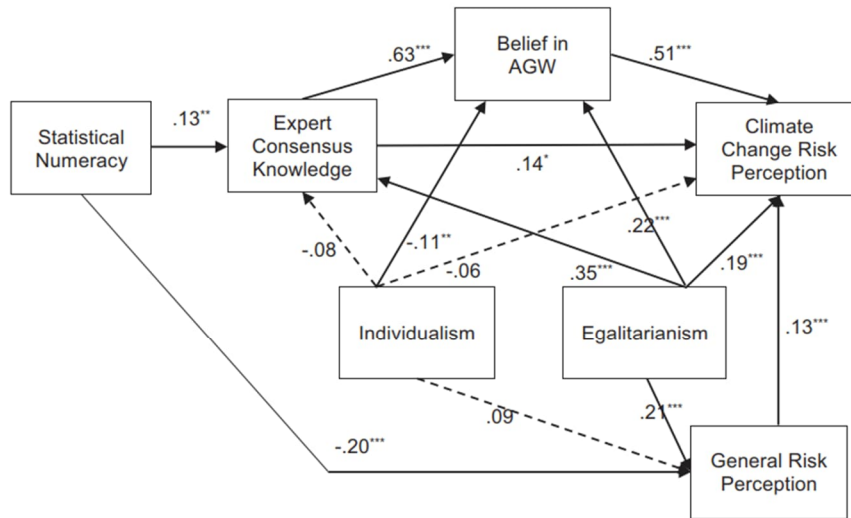 Belief in
AGW
.63***
.51***
Statistical
Numeracy
.13**
Expert
Consensus
Knowledge
Climate
Change Risk
Perception
.14*
-.08
-.11**
-.06
.22***
.35***
.19***
Individualism
Egalitarianism
.13***
.09
.21***
-.20***
General Risk
Perception